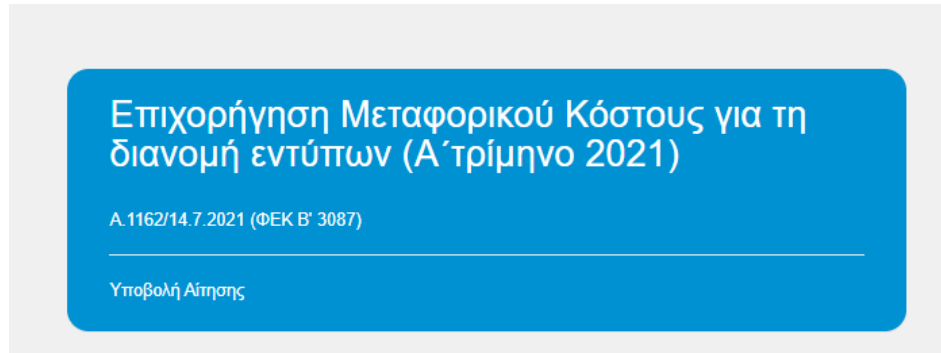 Επιχορήγηση Μεταφορικού Κόστους για τη
διανομή εντύπων (Α΄τρίμηνο 2021)
Α.1162/14.7.2021 (ΦΕΚ Β' 3087)
Υποβολή Αίτησης